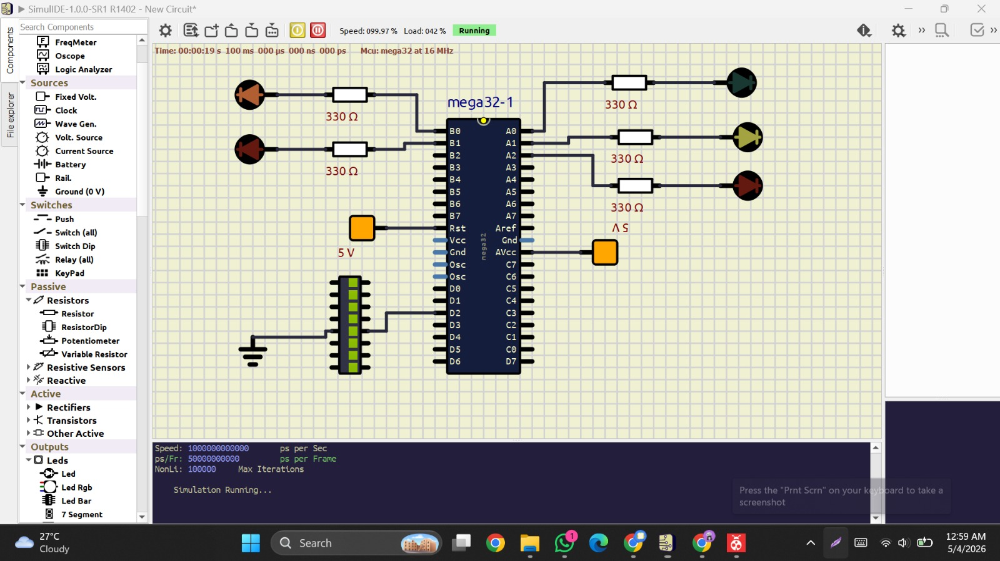 SimulIDE-1.0.0-SR1 R1402 - New Circuit*
Components
File explorer
Search Components
FreqMeter
Oscope
Logic Analyzer
Sources
Fixed Volt.
Clock
Wave Gen.
Volt. Source
Current Source
Battery
Rail.
Ground (0 V)
Switches
Push
Switch (all)
Switch Dip
Relay (all)
KeyPad
Passive
Resistors
Resistor
ResistorDip
Potentiometer
Variable Resistor
Resistive Sensors
Reactive
Active
Rectifiers
Transistors
Other Active
Outputs
Leds
Led
Led Rgb
Led Bar
7 Segment
Speed: 099.97 % Load: 042 % Running
»
»
Time: 00:00:19 s 100 ms 000 µs 000 ns 000 ps Mcu: mega32 at 16 MHz
330 Ω
330 Ω
5 V
mega32-1
mega32
B0 A0
B1 A1
B2 A2
B3 A3
B4 A4
B5 A5
B6 A6
B7 A7
Rst Aref
Vcc Gnd
Gnd AVcc
Osc C7
Osc C6
D0 C5
D1 C4
D2 C3
D3 C2
D4 C1
D5 C0
D6 D7
330 Ω
330 Ω
330 Ω
5 V
Speed: 1000000000000 ps per Sec
ps/Fr: 50000000000 ps per Frame
NonLi: 100000 Max Iterations
Simulation Running...
Press the "Prnt Scrn" on your keyboard to take a
screenshot
27°C
Cloudy
Search
1
12:59 AM
5/4/2026